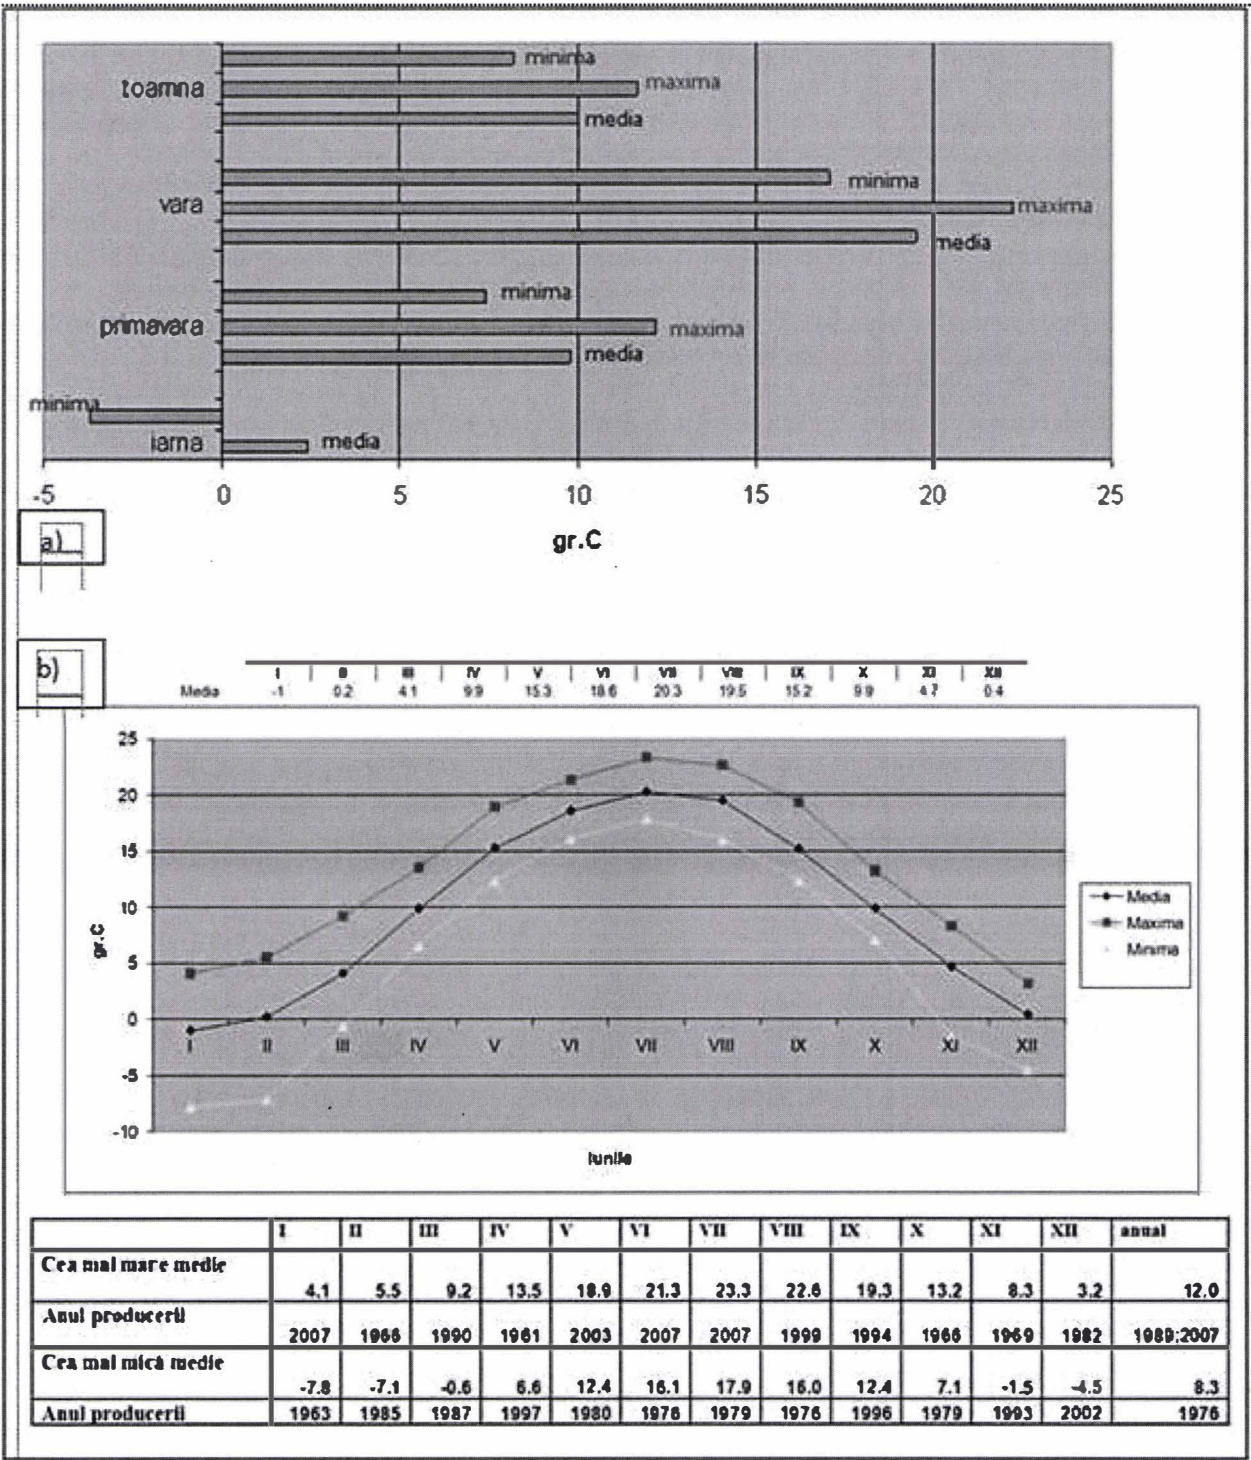 minima
toamna
maxima
media
minima
vara
maxima
media
minima
primavara
maxima
media
minima
iarna
media
-5 0 5 10 15 20 25
a)
gr.C
b)
I II III IV V VI VII VIII IX X XI XII
Media -1 0.2 4.1 9.9 15.3 18.6 20.3 19.5 15.2 9.9 4.7 0.4
25
20
15
10
5
0
-5
-10
gr.C
I II III IV V VI VII VIII IX X XI XII
lunile
Media
Maxima
Minima
I II III IV V VI VII VIII IX X XI XII anual
Cea mai mare medie
4.1 5.5 9.2 13.5 18.9 21.3 23.3 22.6 19.3 13.2 8.3 3.2 12.0
Anul producerii
2007 1966 1990 1961 2003 2007 2007 1999 1994 1966 1969 1982 1989;2007
Cea mai mică medie
-7.8 -7.1 -0.6 6.6 12.4 16.1 17.9 16.0 12.4 7.1 -1.5 -4.5 8.3
Anul producerii 1963 1985 1987 1997 1980 1976 1979 1976 1996 1979 1993 2002 1976